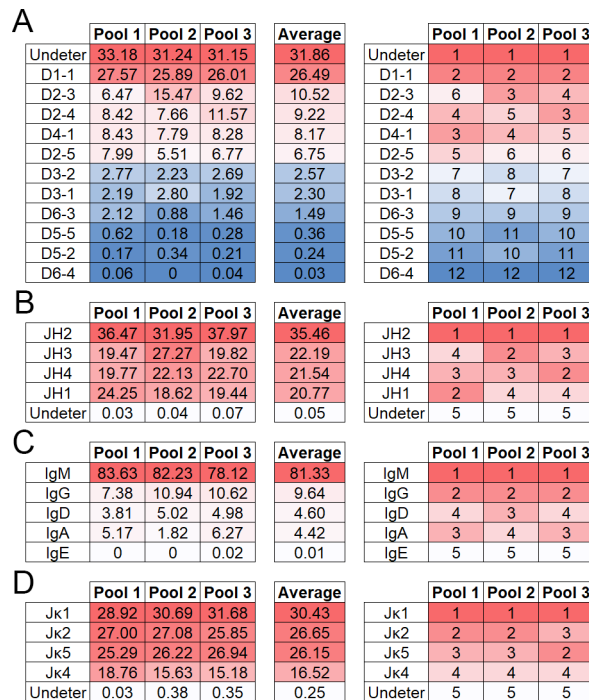 A
Pool 1 Pool 2 Pool 3 Average Pool 1 Pool 2 Pool 3
Undeter 33.18 31.24 31.15 31.86 Undeter 1 1 1
D1-1 27.57 25.89 26.01 26.49 D1-1 2 2 2
D2-3 6.47 15.47 9.62 10.52 D2-3 6 3 4
D2-4 8.42 7.66 11.57 9.22 D2-4 4 5 3
D4-1 8.43 7.79 8.28 8.17 D4-1 3 4 5
D2-5 7.99 5.51 6.77 6.75 D2-5 5 6 6
D3-2 2.77 2.23 2.69 2.57 D3-2 7 8 7
D3-1 2.19 2.80 1.92 2.30 D3-1 8 7 8
D6-3 2.12 0.88 1.46 1.49 D6-3 9 9 9
D5-5 0.62 0.18 0.28 0.36 D5-5 10 11 10
D5-2 0.17 0.34 0.21 0.24 D5-2 11 10 11
D6-4 0.06 0 0.04 0.03 D6-4 12 12 12
B
Pool 1 Pool 2 Pool 3 Average Pool 1 Pool 2 Pool 3
JH2 36.47 31.95 37.97 35.46 JH2 1 1 1
JH3 19.47 27.27 19.82 22.19 JH3 4 2 3
JH4 19.77 22.13 22.70 21.54 JH4 3 3 2
JH1 24.25 18.62 19.44 20.77 JH1 2 4 4
Undeter 0.03 0.04 0.07 0.05 Undeter 5 5 5
C
Pool 1 Pool 2 Pool 3 Average Pool 1 Pool 2 Pool 3
IgM 83.63 82.23 78.12 81.33 IgM 1 1 1
IgG 7.38 10.94 10.62 9.64 IgG 2 2 2
IgD 3.81 5.02 4.98 4.60 IgD 4 3 4
IgA 5.17 1.82 6.27 4.42 IgA 3 4 3
IgE 0 0 0.02 0.01 IgE 5 5 5
D
Pool 1 Pool 2 Pool 3 Average Pool 1 Pool 2 Pool 3
Jκ1 28.92 30.69 31.68 30.43 Jκ1 1 1 1
Jκ2 27.00 27.08 25.85 26.65 Jκ2 2 2 3
Jκ5 25.29 26.22 26.94 26.15 Jκ5 3 3 2
Jκ4 18.76 15.63 15.18 16.52 Jκ4 4 4 4
Undeter 0.03 0.38 0.35 0.25 Undeter 5 5 5